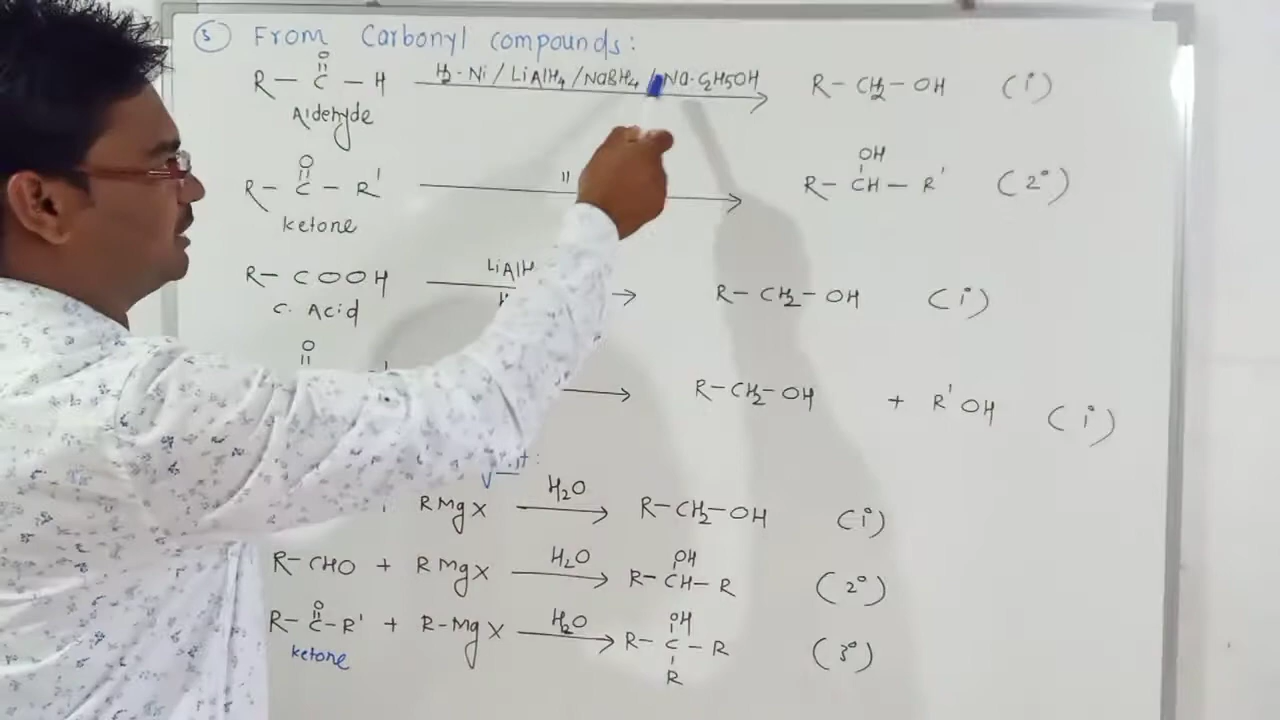 5 From Carbonyl compounds:
O
R - C - H H2-Ni / LiAlH4 / NaBH4 / Na-C2H5OH R - CH2 - OH (1°)
Aldehyde
O OH
R - C - R' " R - CH - R' (2°)
ketone
R - COOH LiAlH R - CH2 - OH (1°)
C. Acid
O
R - CH2 - OH + R'OH (1°)
RMgX H2O R - CH2 - OH (1°)
OH
R - CHO + RMgX H2O R - CH - R (2°)
O OH
R - C - R' + R-MgX H2O R - C - R (3°)
ketone R